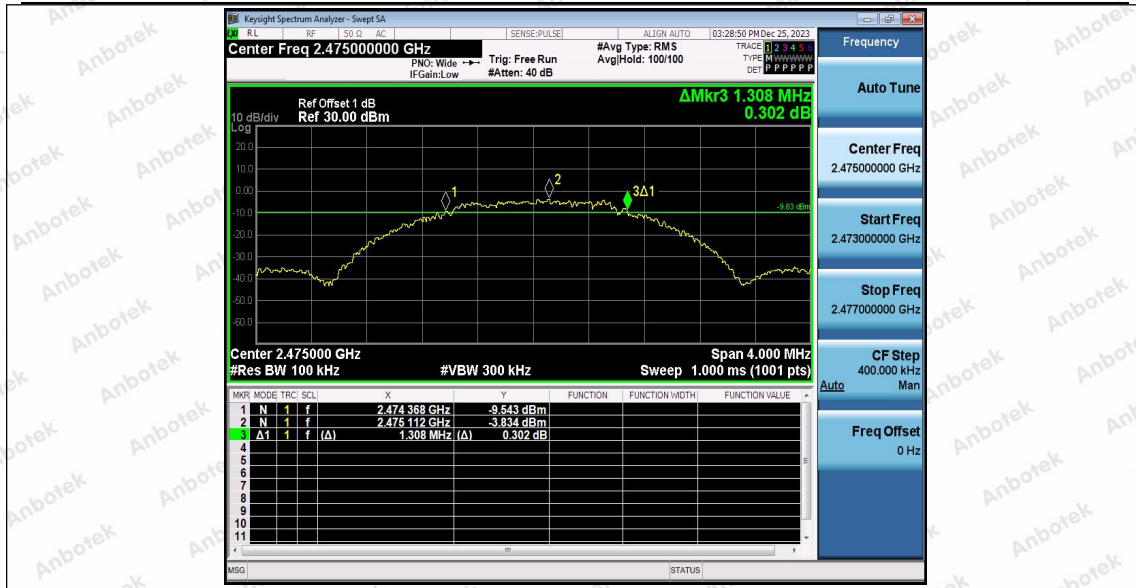 Keysight Spectrum Analyzer - Swept SA
LXI RL RF 50 Ω AC SENSE:PULSE ALIGN AUTO 03:28:50 PM Dec 25, 2023
Center Freq 2.475000000 GHz
PNO: Wide
IFGain:Low
Trig: Free Run
#Atten: 40 dB
#Avg Type: RMS
Avg|Hold: 100/100
TRACE 1 2 3 4 5 6
TYPE M WWWWW
DET P P P P P P
Frequency
Auto Tune
Center Freq
2.475000000 GHz
Start Freq
2.473000000 GHz
Stop Freq
2.477000000 GHz
CF Step
400.000 kHz
Auto Man
Freq Offset
0 Hz
ΔMkr3 1.308 MHz
0.302 dB
Ref Offset 1 dB
10 dB/div Ref 30.00 dBm
Log
20.0
10.0
0.00
-10.0
-20.0
-30.0
-40.0
-50.0
-60.0
1
2
3Δ1
-9.83 dBm
Center 2.475000 GHz Span 4.000 MHz
#Res BW 100 kHz #VBW 300 kHz Sweep 1.000 ms (1001 pts)
MKR MODE TRC SCL X Y FUNCTION FUNCTION WIDTH FUNCTION VALUE
1 N 1 f 2.474 368 GHz -9.543 dBm
2 N 1 f 2.475 112 GHz -3.834 dBm
3 Δ1 1 f (Δ) 1.308 MHz (Δ) 0.302 dB
4
5
6
7
8
9
10
11
MSG STATUS
Anbotek